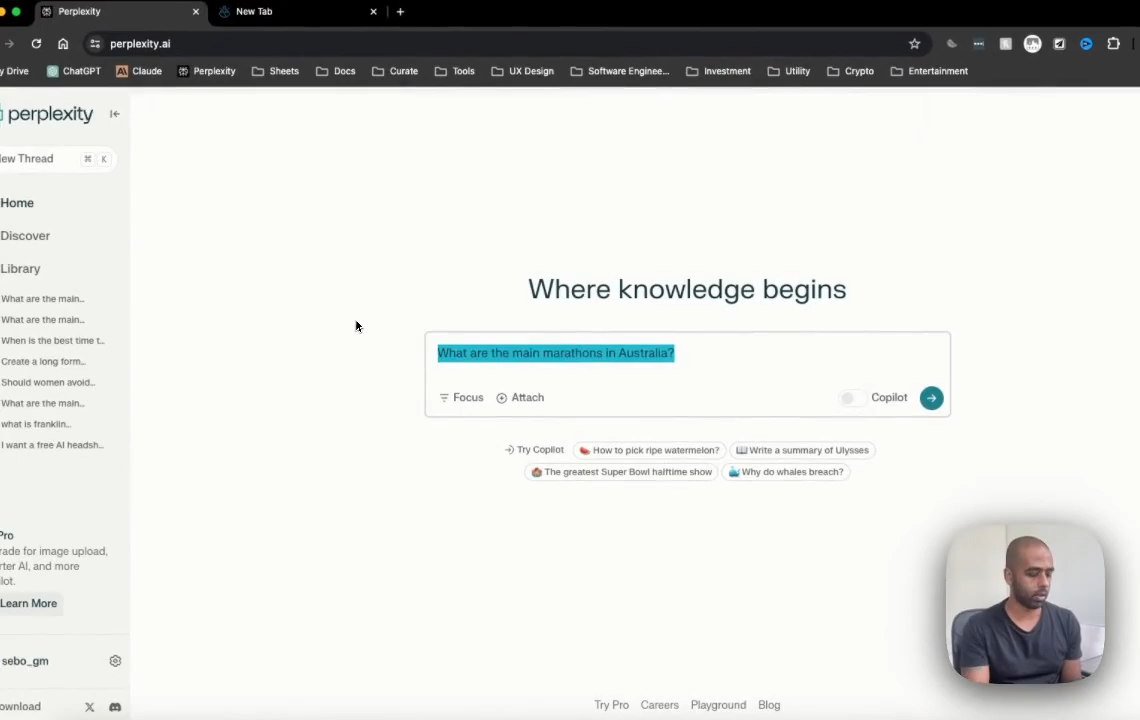 Perplexity
New Tab
perplexity.ai
y Drive ChatGPT Claude Perplexity Sheets Docs Curate Tools UX Design Software Enginee... Investment Utility Crypto Entertainment
perplexity
ew Thread ⌘ K
Home
Discover
Library
What are the main...
What are the main...
When is the best time t...
Create a long form...
Should women avoid...
What are the main...
what is franklin...
I want a free AI headsh...
Pro
rade for image upload,
rter AI, and more
ilot.
Learn More
sebo_gm
ownload
Where knowledge begins
What are the main marathons in Australia?
Focus Attach Copilot
Try Copilot How to pick ripe watermelon? Write a summary of Ulysses
The greatest Super Bowl halftime show Why do whales breach?
Try Pro Careers Playground Blog